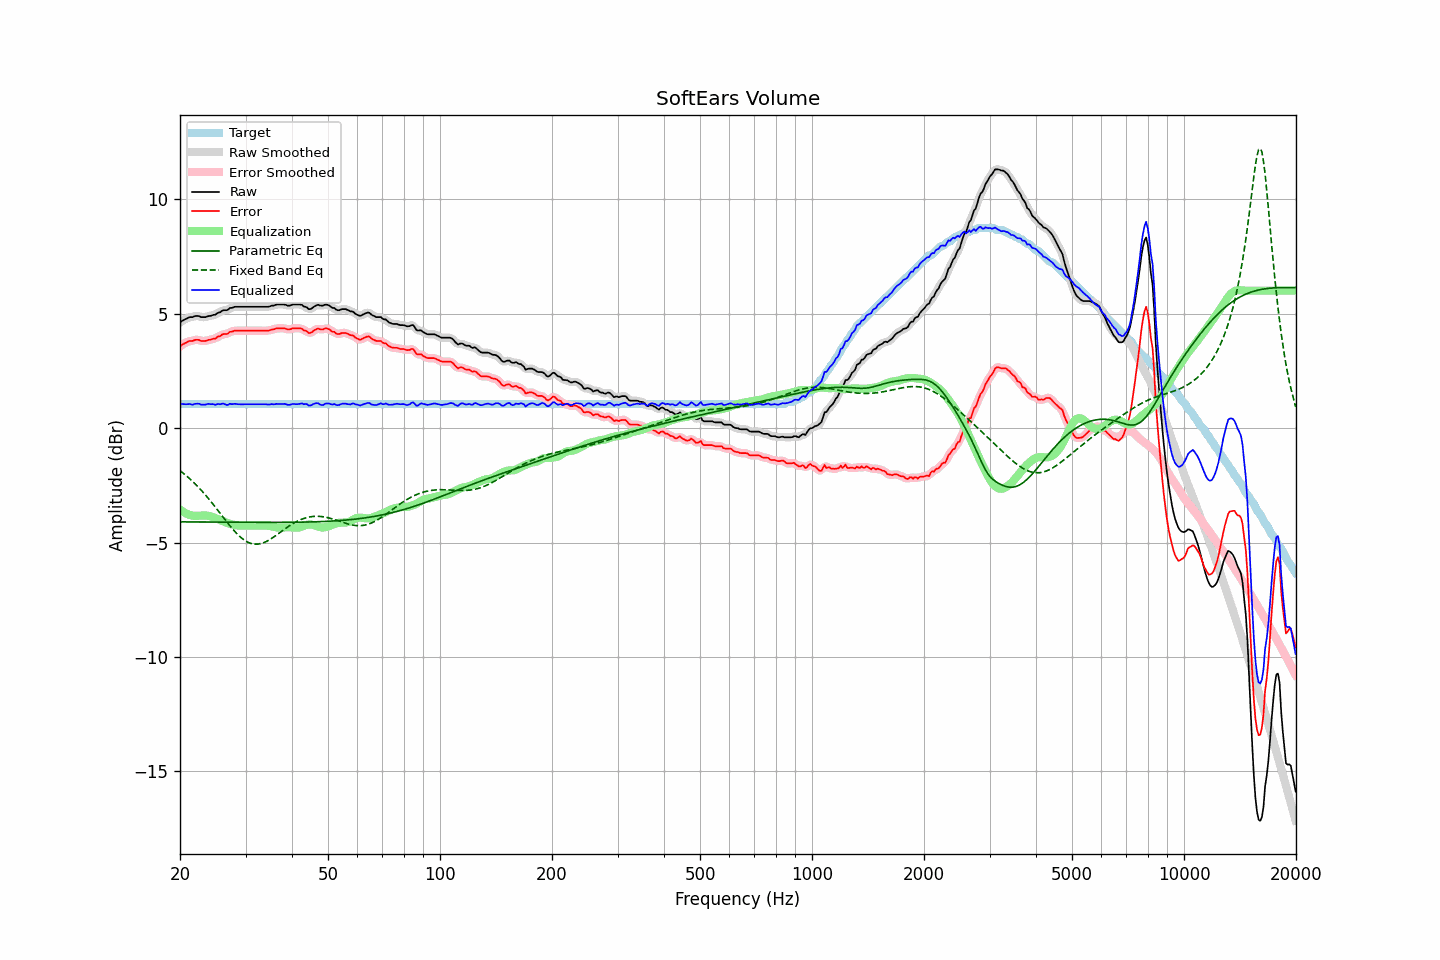 SoftEars Volume
Target
Raw Smoothed
Error Smoothed
Raw
Error
Equalization
Parametric Eq
Fixed Band Eq
Equalized
10
5
0
−5
−10
−15
Amplitude (dBr)
20 50 100 200 500 1000 2000 5000 10000 20000
Frequency (Hz)